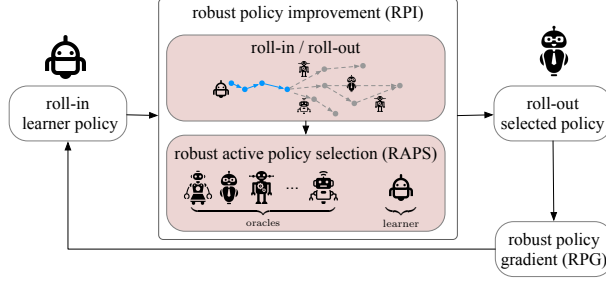 robust policy improvement (RPI)
roll-in / roll-out
roll-in
learner policy
roll-out
selected policy
robust active policy selection (RAPS)
...
oracles
learner
robust policy
gradient (RPG)